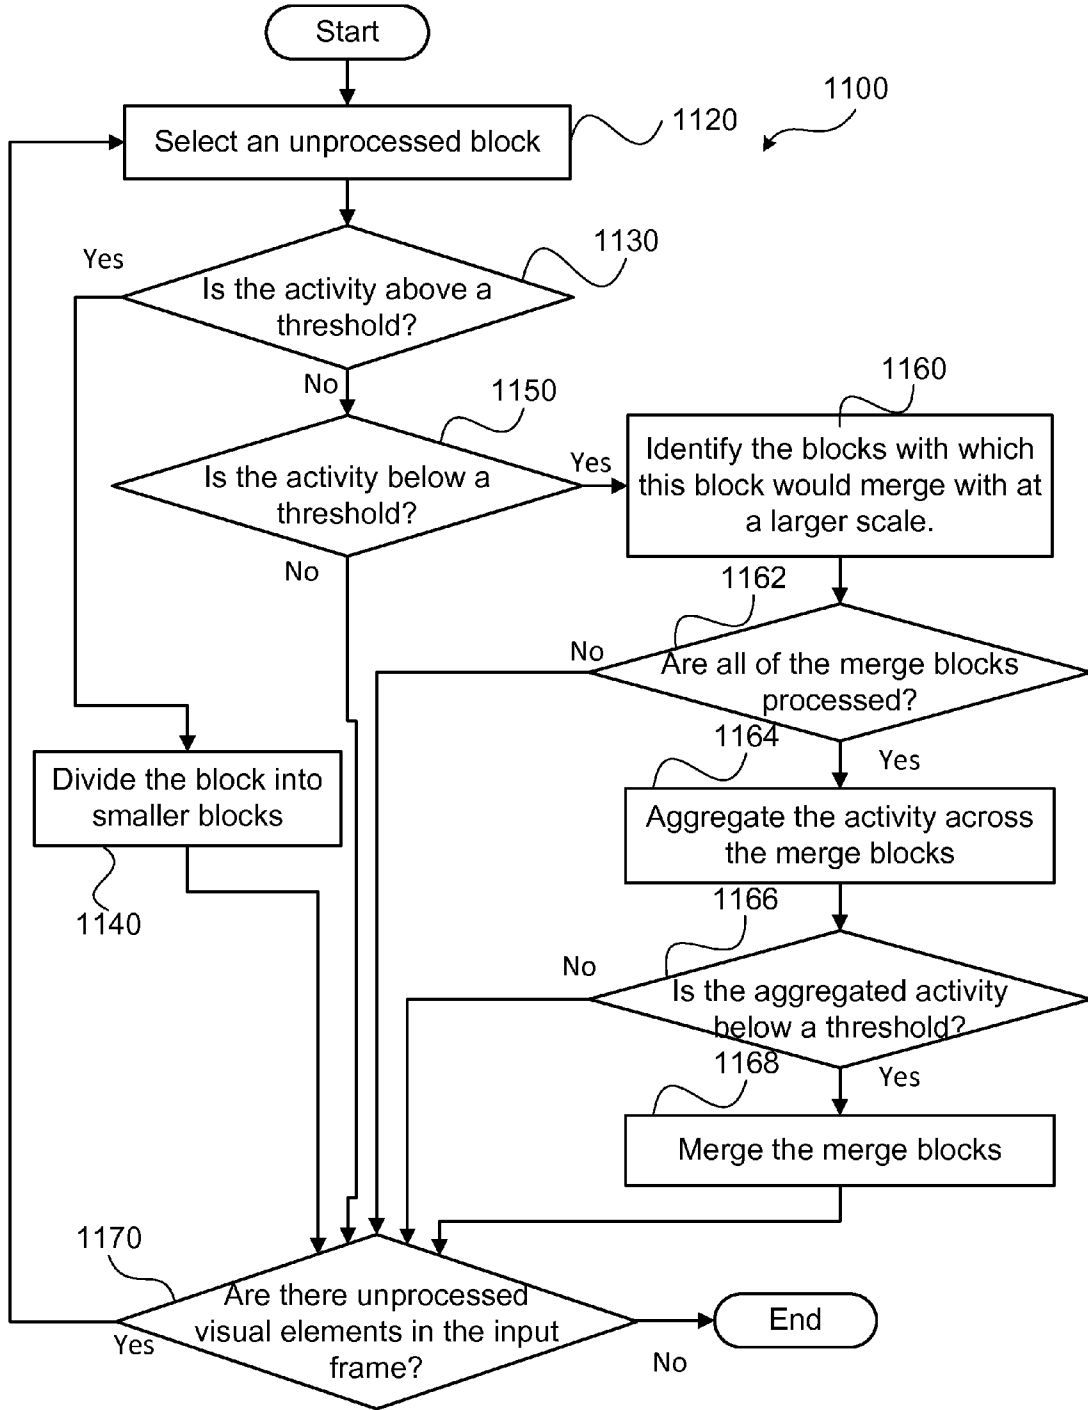 Start
1100
1120
Select an unprocessed block
1130
Yes
Is the activity above a
threshold?
No
1150
1160
Is the activity below a
threshold?
Yes
Identify the blocks with which
this block would merge with at
a larger scale.
No
1162
No
Are all of the merge blocks
processed?
1164
Yes
Divide the block into
smaller blocks
Aggregate the activity across
the merge blocks
1140
1166
No
Is the aggregated activity
below a threshold?
1168
Yes
Merge the merge blocks
1170
Are there unprocessed
visual elements in the input
frame?
Yes
End
No